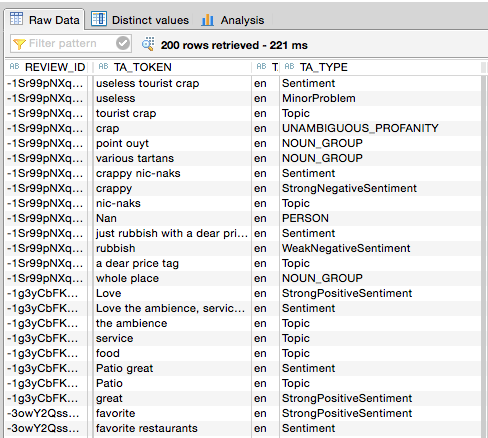 Raw Data Distinct values Analysis
Filter pattern 200 rows retrieved - 221 ms
AB REVIEW_ID AB TA_TOKEN AB T AB TA_TYPE
-1Sr99pNXq... useless tourist crap en Sentiment
-1Sr99pNXq... useless en MinorProblem
-1Sr99pNXq... tourist crap en Topic
-1Sr99pNXq... crap en UNAMBIGUOUS_PROFANITY
-1Sr99pNXq... point ouyt en NOUN_GROUP
-1Sr99pNXq... various tartans en NOUN_GROUP
-1Sr99pNXq... crappy nic-naks en Sentiment
-1Sr99pNXq... crappy en StrongNegativeSentiment
-1Sr99pNXq... nic-naks en Topic
-1Sr99pNXq... Nan en PERSON
-1Sr99pNXq... just rubbish with a dear pri... en Sentiment
-1Sr99pNXq... rubbish en WeakNegativeSentiment
-1Sr99pNXq... a dear price tag en Topic
-1Sr99pNXq... whole place en NOUN_GROUP
-1g3yCbFK... Love en StrongPositiveSentiment
-1g3yCbFK... Love the ambience, servic... en Sentiment
-1g3yCbFK... the ambience en Topic
-1g3yCbFK... service en Topic
-1g3yCbFK... food en Topic
-1g3yCbFK... Patio great en Sentiment
-1g3yCbFK... Patio en Topic
-1g3yCbFK... great en StrongPositiveSentiment
-3owY2Qss... favorite en StrongPositiveSentiment
-3owY2Qss... favorite restaurants en Sentiment